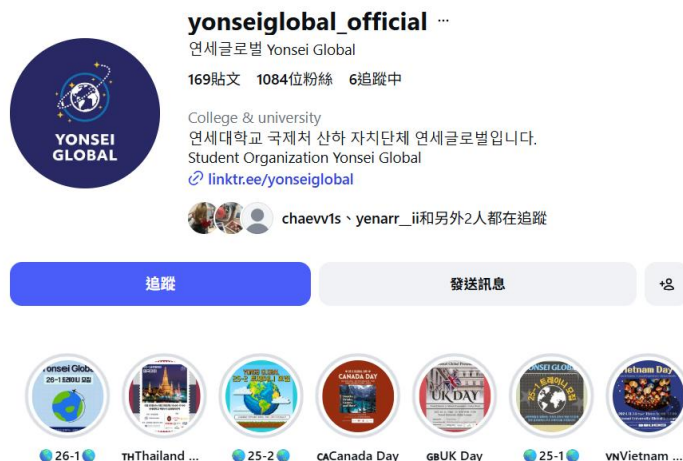 yonseiglobal_official ...
연세글로벌 Yonsei Global
169貼文 1084位粉絲 6追蹤中
College & university
연세대학교 국제처 산하 자치단체 연세글로벌입니다.
Student Organization Yonsei Global
linktr.ee/yonseiglobal
chaevv1s、yenarr__ii和另外2人都在追蹤
YONSEI
GLOBAL
追蹤 發送訊息
CANADA DAY
UK DAY
26-1 THThailand ... 25-2 CACanada Day GBUK Day 25-1 VNVietnam ...